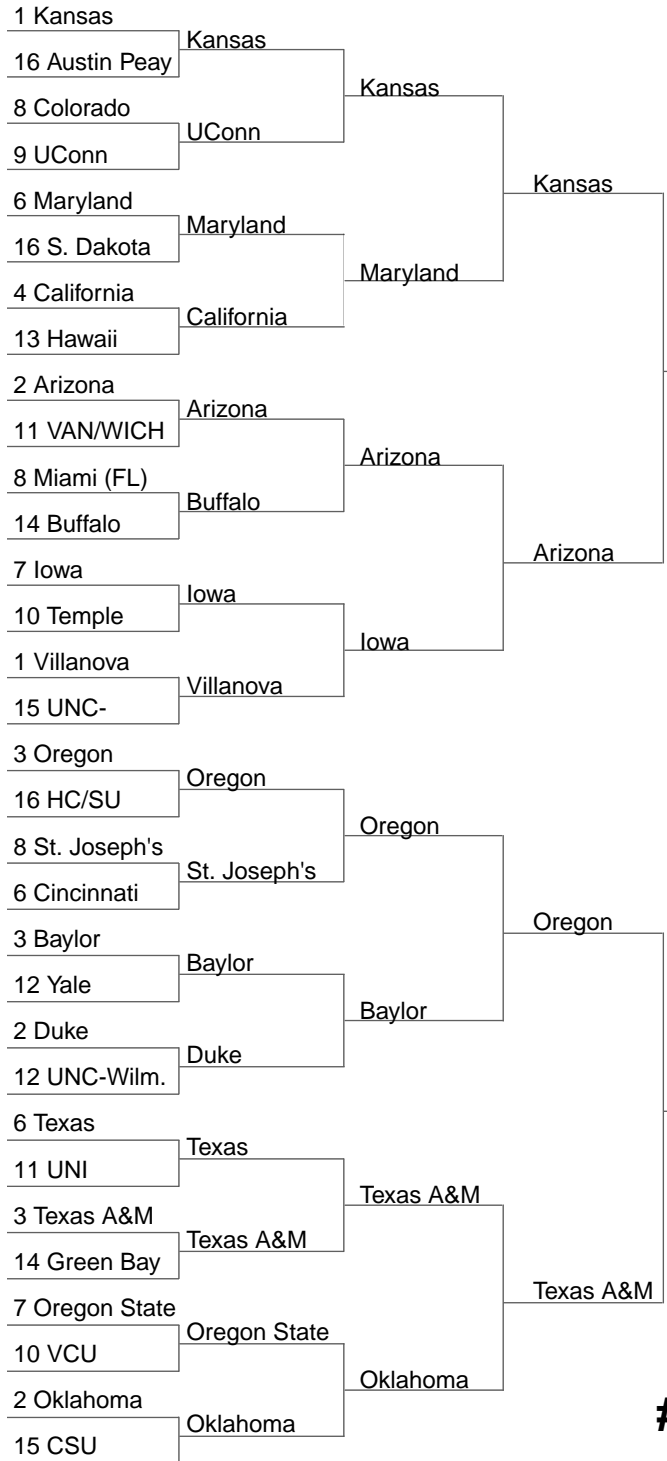 1 Kansas
16 Austin Peay
8 Colorado
9 UConn
6 Maryland
16 S. Dakota
4 California
13 Hawaii
2 Arizona
11 VAN/WICH
8 Miami (FL)
14 Buffalo
7 Iowa
10 Temple
1 Villanova
15 UNC-
3 Oregon
16 HC/SU
8 St. Joseph's
6 Cincinnati
3 Baylor
12 Yale
2 Duke
12 UNC-Wilm.
6 Texas
11 UNI
3 Texas A&M
14 Green Bay
7 Oregon State
10 VCU
2 Oklahoma
15 CSU
Kansas
UConn
Maryland
California
Arizona
Buffalo
Iowa
Villanova
Oregon
St. Joseph's
Baylor
Duke
Texas
Texas A&M
Oregon State
Oklahoma
Kansas
Maryland
Arizona
Iowa
Oregon
Baylor
Texas A&M
Oklahoma
Kansas
Arizona
Oregon
Texas A&M
#